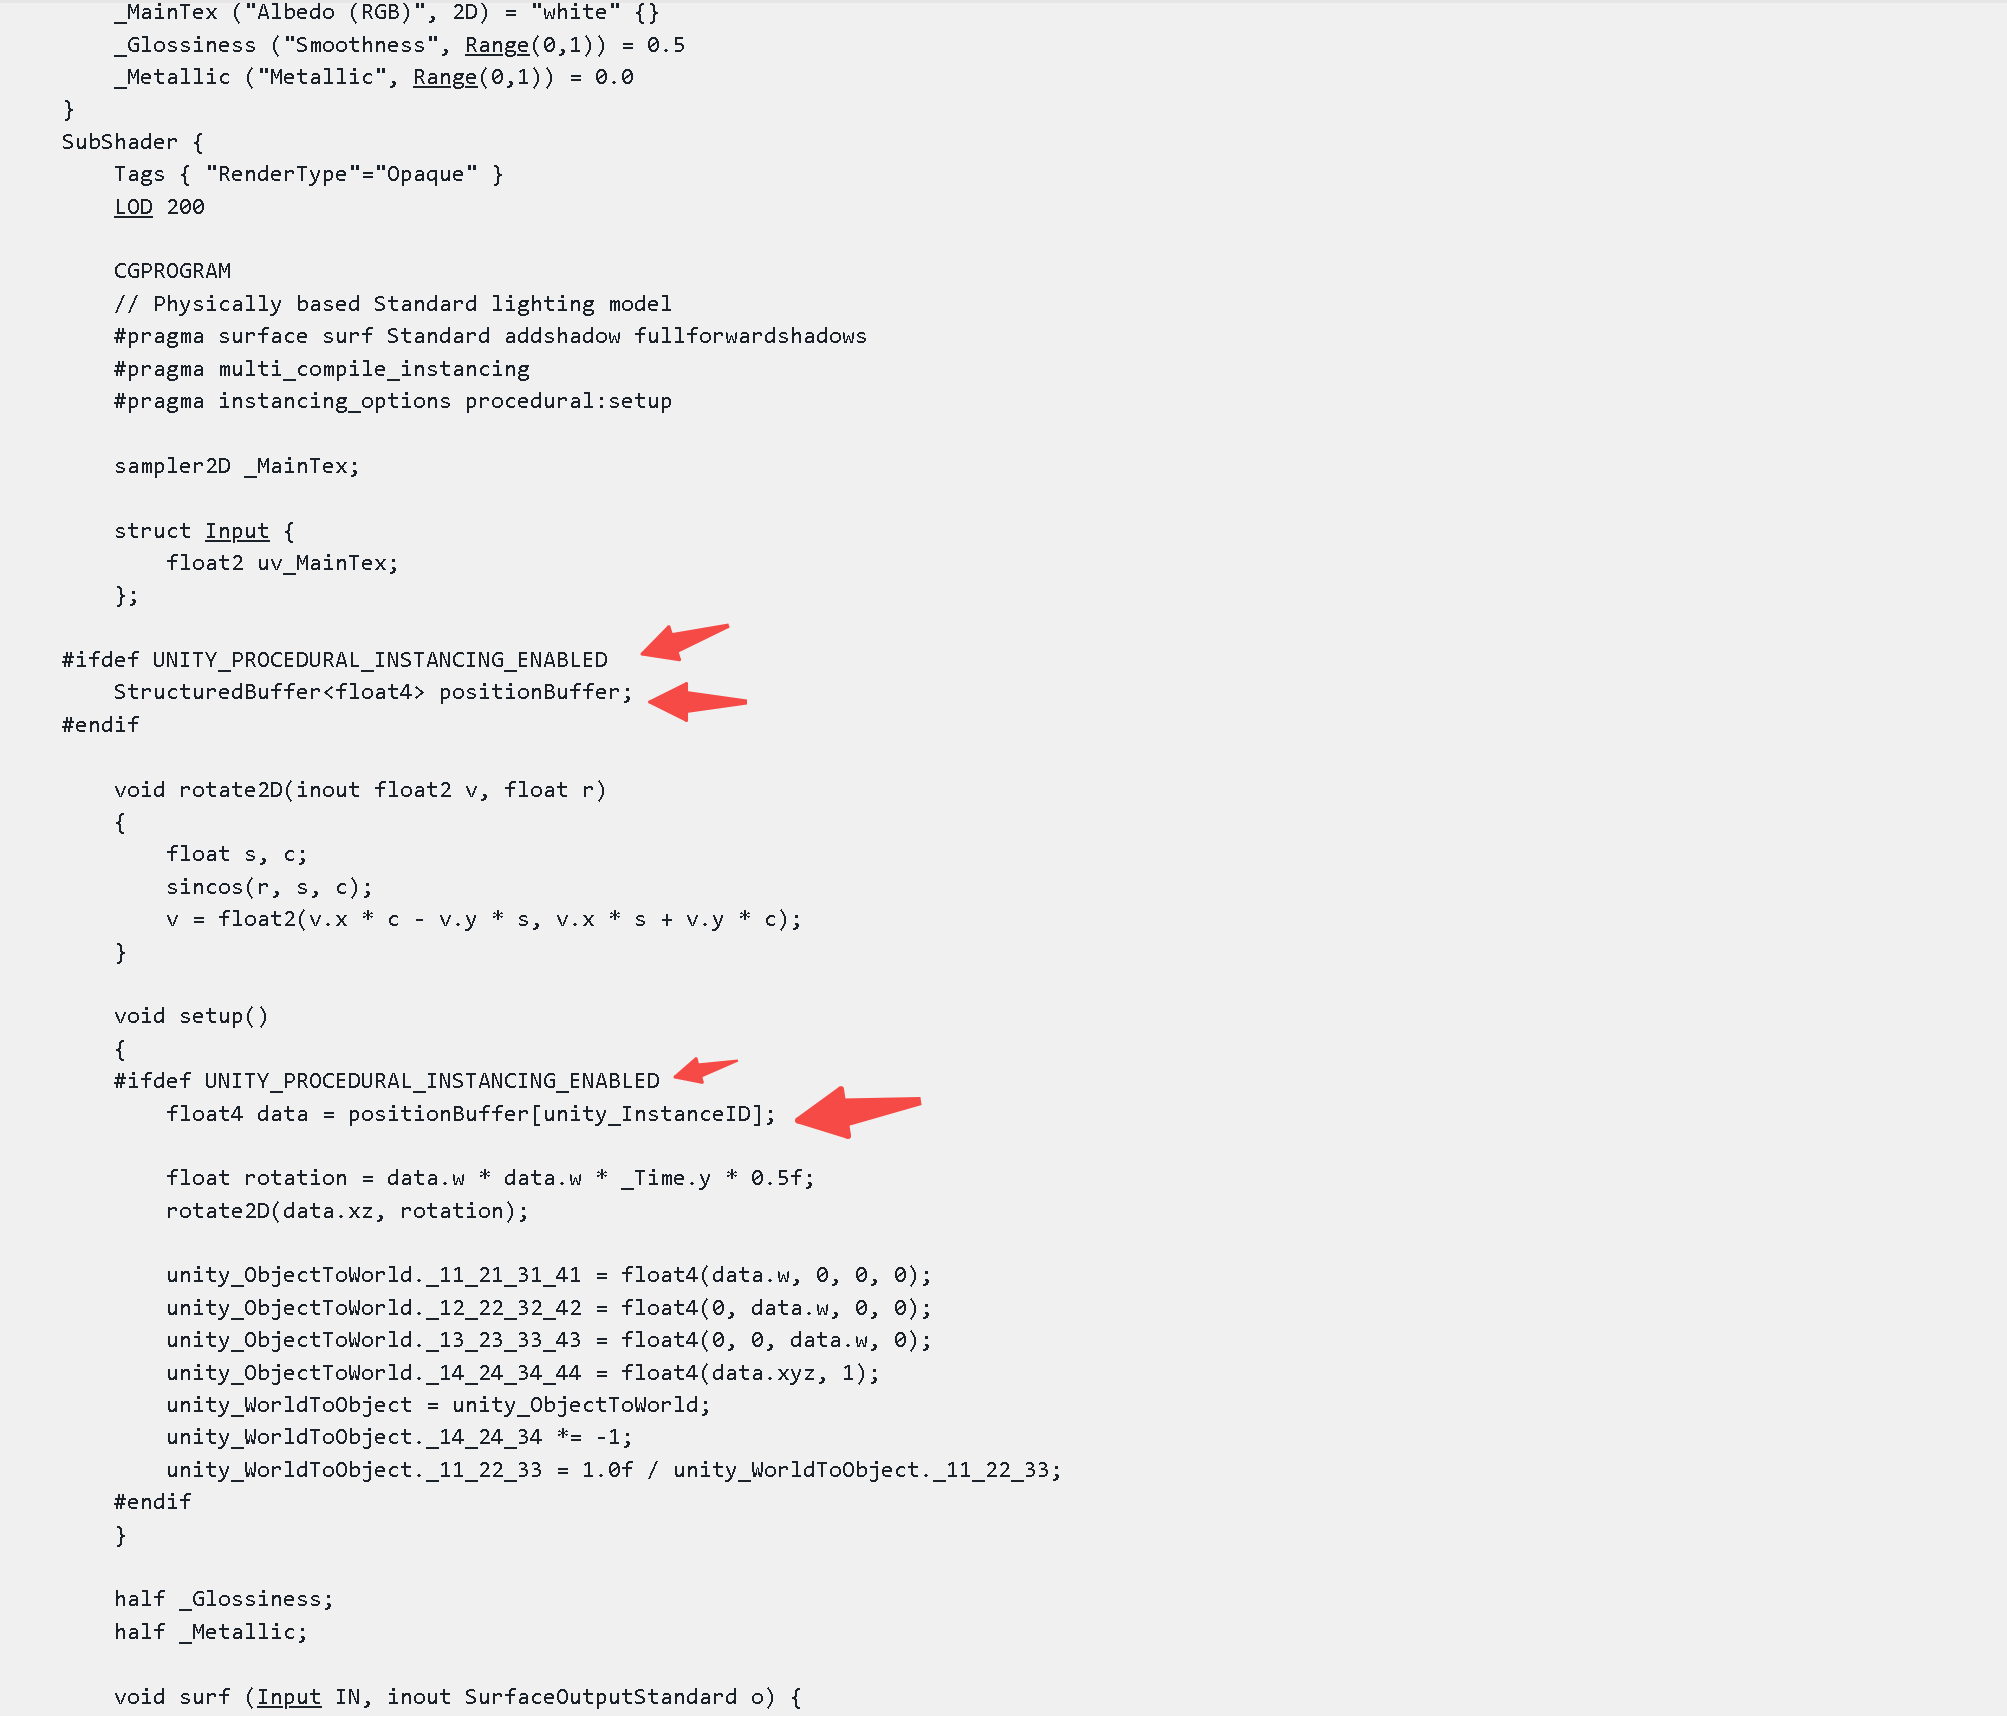 _MainTex ("Albedo (RGB)", 2D) = "white" {}
_Glossiness ("Smoothness", Range(0,1)) = 0.5
_Metallic ("Metallic", Range(0,1)) = 0.0
}
SubShader {
Tags { "RenderType"="Opaque" }
LOD 200
CGPROGRAM
// Physically based Standard lighting model
#pragma surface surf Standard addshadow fullforwardshadows
#pragma multi_compile_instancing
#pragma instancing_options procedural:setup
sampler2D _MainTex;
struct Input {
float2 uv_MainTex;
};
#ifdef UNITY_PROCEDURAL_INSTANCING_ENABLED
StructuredBuffer<float4> positionBuffer;
#endif
void rotate2D(inout float2 v, float r)
{
float s, c;
sincos(r, s, c);
v = float2(v.x * c - v.y * s, v.x * s + v.y * c);
}
void setup()
{
#ifdef UNITY_PROCEDURAL_INSTANCING_ENABLED
float4 data = positionBuffer[unity_InstanceID];
float rotation = data.w * data.w * _Time.y * 0.5f;
rotate2D(data.xz, rotation);
unity_ObjectToWorld._11_21_31_41 = float4(data.w, 0, 0, 0);
unity_ObjectToWorld._12_22_32_42 = float4(0, data.w, 0, 0);
unity_ObjectToWorld._13_23_33_43 = float4(0, 0, data.w, 0);
unity_ObjectToWorld._14_24_34_44 = float4(data.xyz, 1);
unity_WorldToObject = unity_ObjectToWorld;
unity_WorldToObject._14_24_34 *= -1;
unity_WorldToObject._11_22_33 = 1.0f / unity_WorldToObject._11_22_33;
#endif
}
half _Glossiness;
half _Metallic;
void surf (Input IN, inout SurfaceOutputStandard o) {